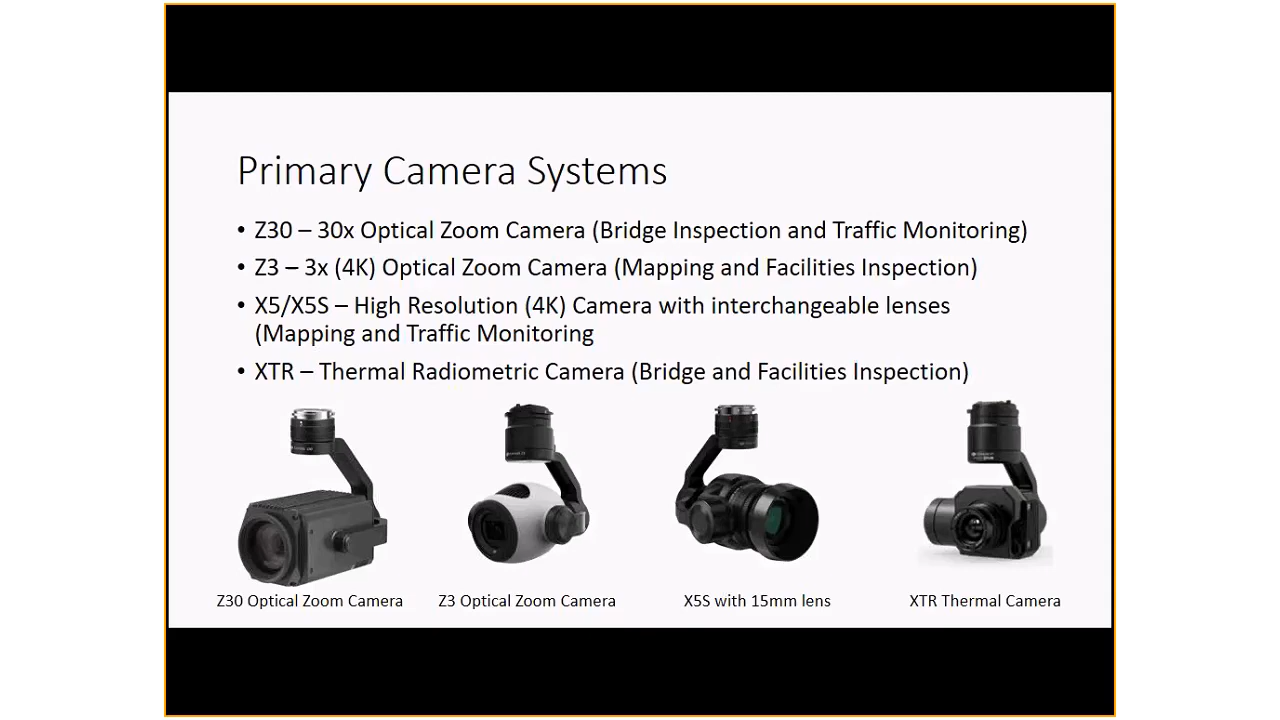 Primary Camera Systems
• Z30 – 30x Optical Zoom Camera (Bridge Inspection and Traffic Monitoring)
• Z3 – 3x (4K) Optical Zoom Camera (Mapping and Facilities Inspection)
• X5/X5S – High Resolution (4K) Camera with interchangeable lenses
(Mapping and Traffic Monitoring
• XTR – Thermal Radiometric Camera (Bridge and Facilities Inspection)
Z30 Optical Zoom Camera
Z3 Optical Zoom Camera
X5S with 15mm lens
XTR Thermal Camera